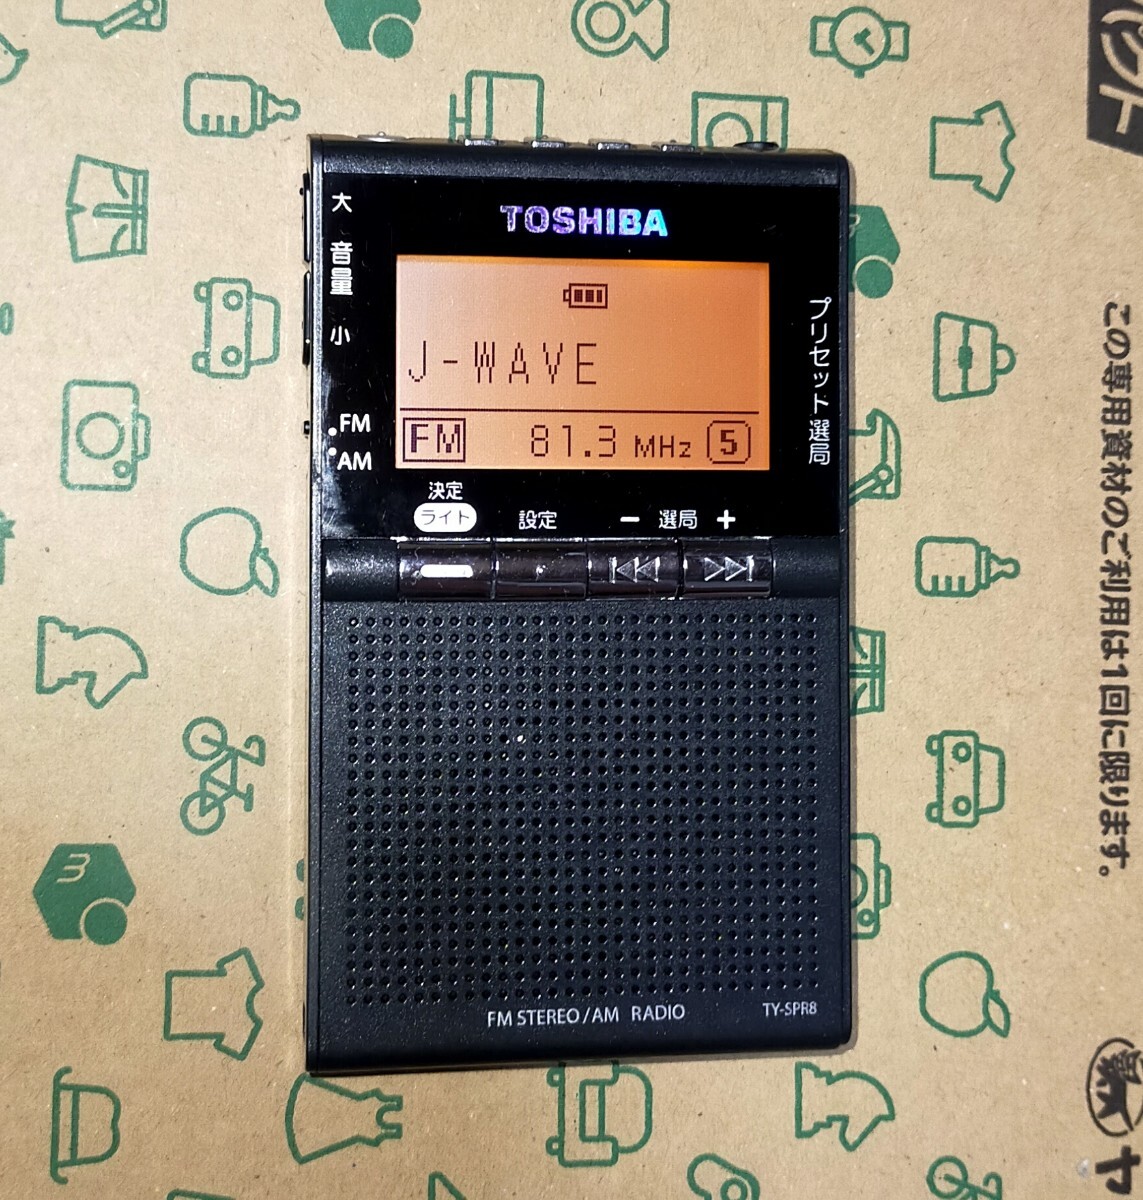 TOSHIBA
大
音量
小
J-WAVE
FM 81.3 MHz 5
プリセット選局
FM
AM
決定
ライト
設定
− 選局 +
FM STEREO/AM RADIO
TY-SPR8
この専用資材のご利用は1回に限ります。
ヤ